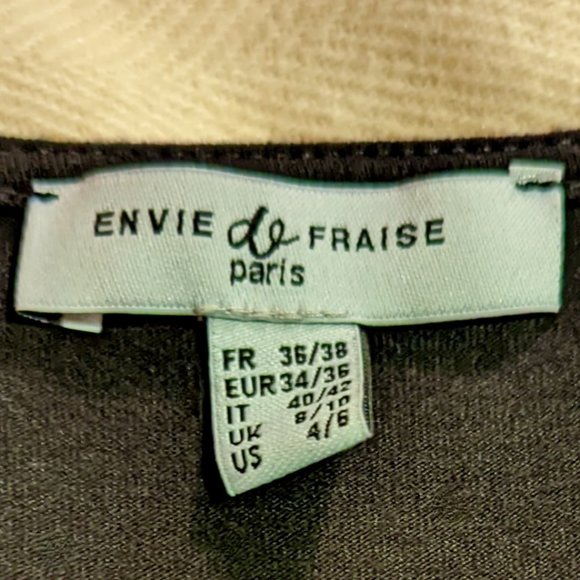 ENVIE de FRAISE
paris
FR 36/38
EUR 34/36
IT 40/42
UK 8/10
US 4/6